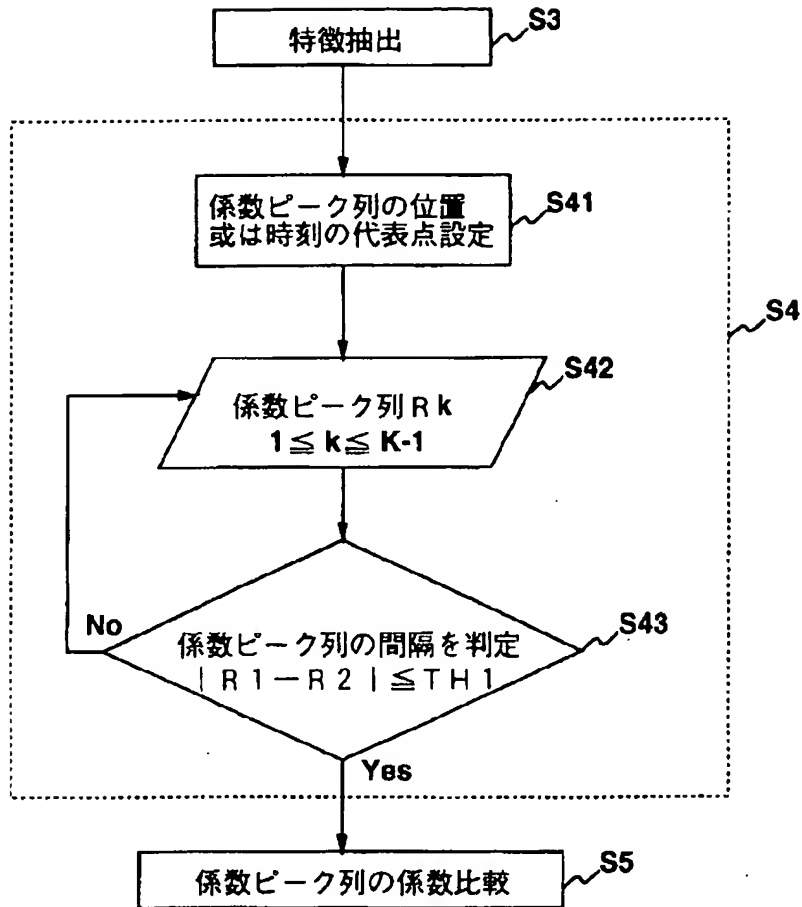 特徴抽出
S3
係数ピーク列の位置
或は時刻の代表点設定
S41
S4
係数ピーク列Rk
1≦k≦K-1
S42
No
係数ピーク列の間隔を判定
|R1-R2|≦TH1
S43
Yes
係数ピーク列の係数比較
S5